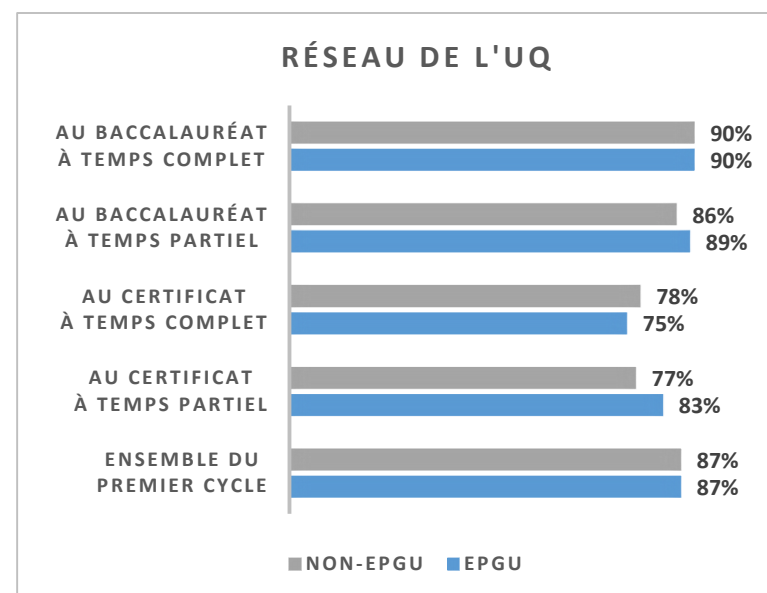 RÉSEAU DE L'UQ
AU BACCALAURÉAT
À TEMPS COMPLET
90%
90%
AU BACCALAURÉAT
À TEMPS PARTIEL
86%
89%
AU CERTIFICAT
À TEMPS COMPLET
78%
75%
AU CERTIFICAT
À TEMPS PARTIEL
77%
83%
ENSEMBLE DU
PREMIER CYCLE
87%
87%
NON-EPGU EPGU